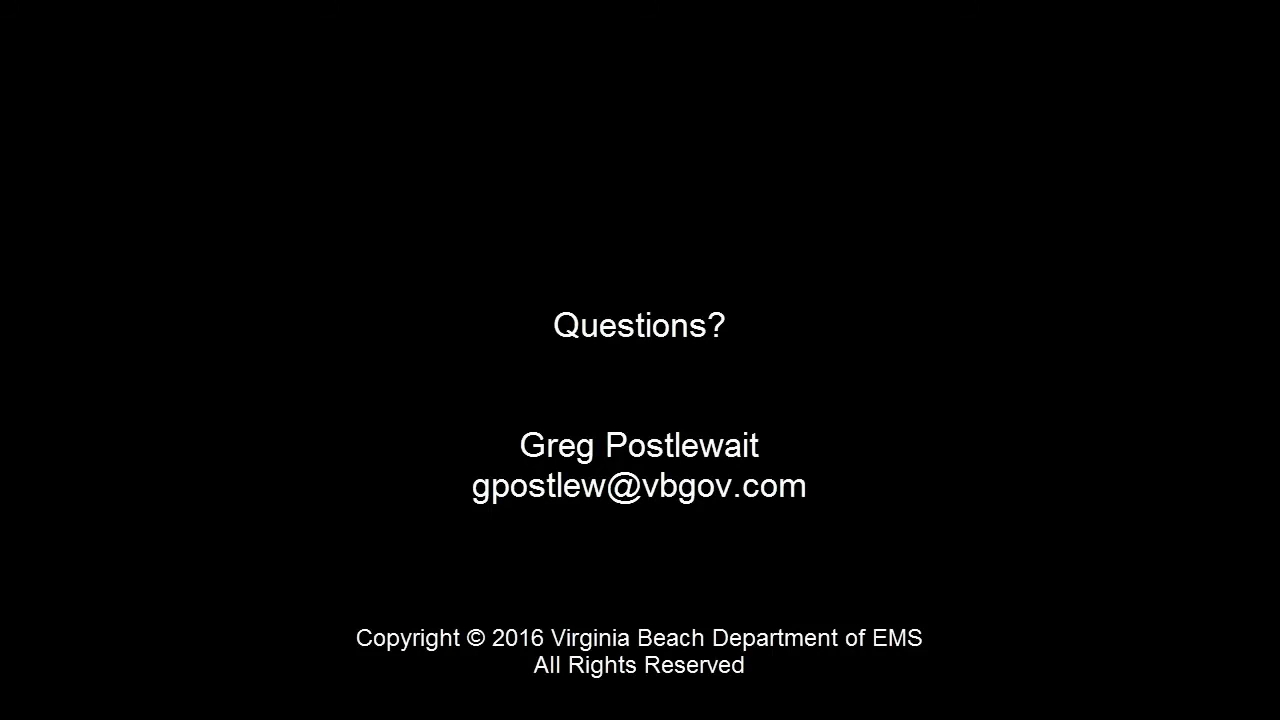 Questions?
Greg Postlewait
gpostlew@vbgov.com
Copyright © 2016 Virginia Beach Department of EMS
All Rights Reserved